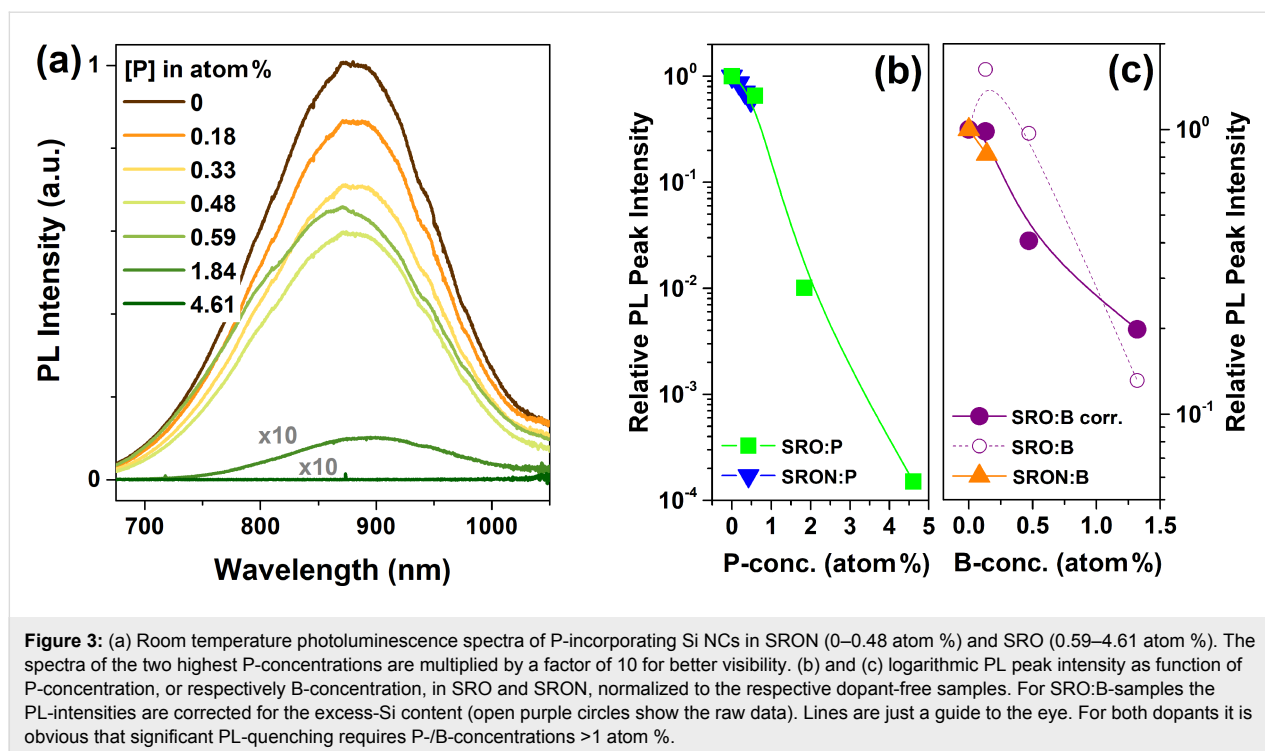 (a)
[P] in atom%
0
0.18
0.33
0.48
0.59
1.84
4.61
x10
x10
1
0
PL Intensity (a.u.)
700 800 900 1000
Wavelength (nm)
(b)
10^0
10^-1
10^-2
10^-3
10^-4
Relative PL Peak Intensity
SRO:P
SRON:P
0 1 2 3 4 5
P-conc. (atom%)
(c)
SRO:B corr.
SRO:B
SRON:B
0.0 0.5 1.0 1.5
B-conc. (atom%)
10^0
10^-1
Relative PL Peak Intensity
Figure 3: (a) Room temperature photoluminescence spectra of P-incorporating Si NCs in SRON (0–0.48 atom %) and SRO (0.59–4.61 atom %). The
spectra of the two highest P-concentrations are multiplied by a factor of 10 for better visibility. (b) and (c) logarithmic PL peak intensity as function of
P-concentration, or respectively B-concentration, in SRO and SRON, normalized to the respective dopant-free samples. For SRO:B-samples the
PL-intensities are corrected for the excess-Si content (open purple circles show the raw data). Lines are just a guide to the eye. For both dopants it is
obvious that significant PL-quenching requires P-/B-concentrations >1 atom %.